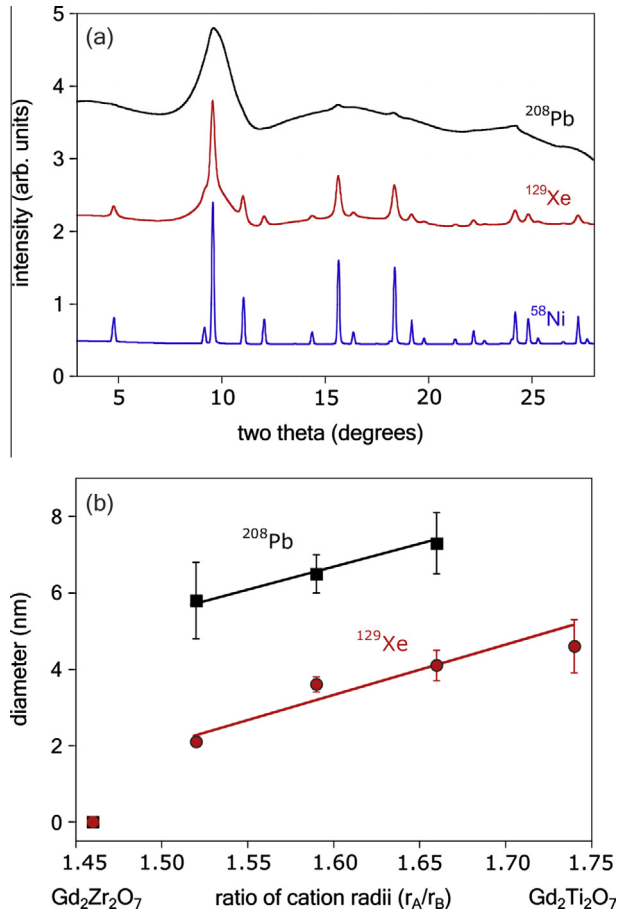 (a)
5
4
3
2
1
0
intensity (arb. units)
²⁰⁸Pb
¹²⁹Xe
⁵⁸Ni
5 10 15 20 25
two theta (degrees)
(b)
8
6
4
2
0
diameter (nm)
²⁰⁸Pb
¹²⁹Xe
1.45 1.50 1.55 1.60 1.65 1.70 1.75
Gd₂Zr₂O₇ ratio of cation radii (r_A/r_B) Gd₂Ti₂O₇